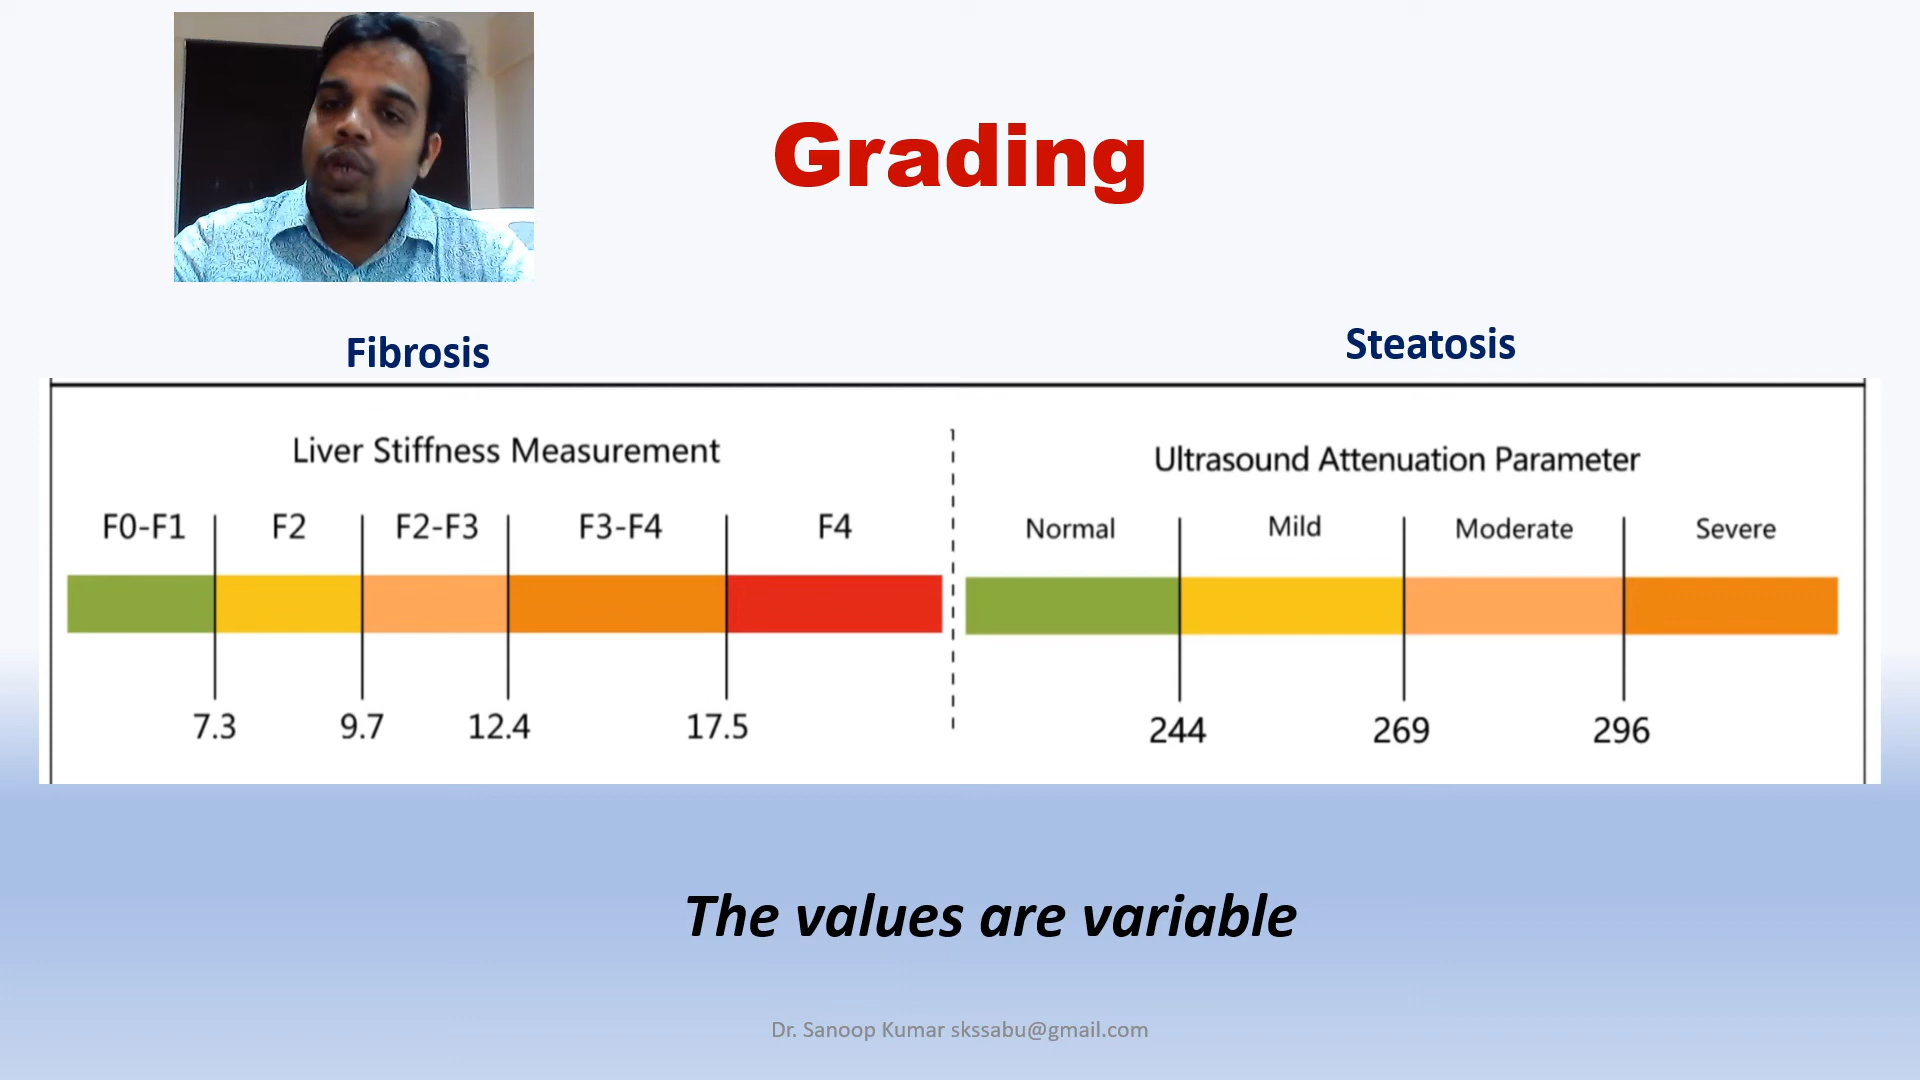 Grading
Fibrosis
Steatosis
Liver Stiffness Measurement
F0-F1 F2 F2-F3 F3-F4 F4
7.3 9.7 12.4 17.5
Ultrasound Attenuation Parameter
Normal Mild Moderate Severe
244 269 296
The values are variable
Dr. Sanoop Kumar skssabu@gmail.com